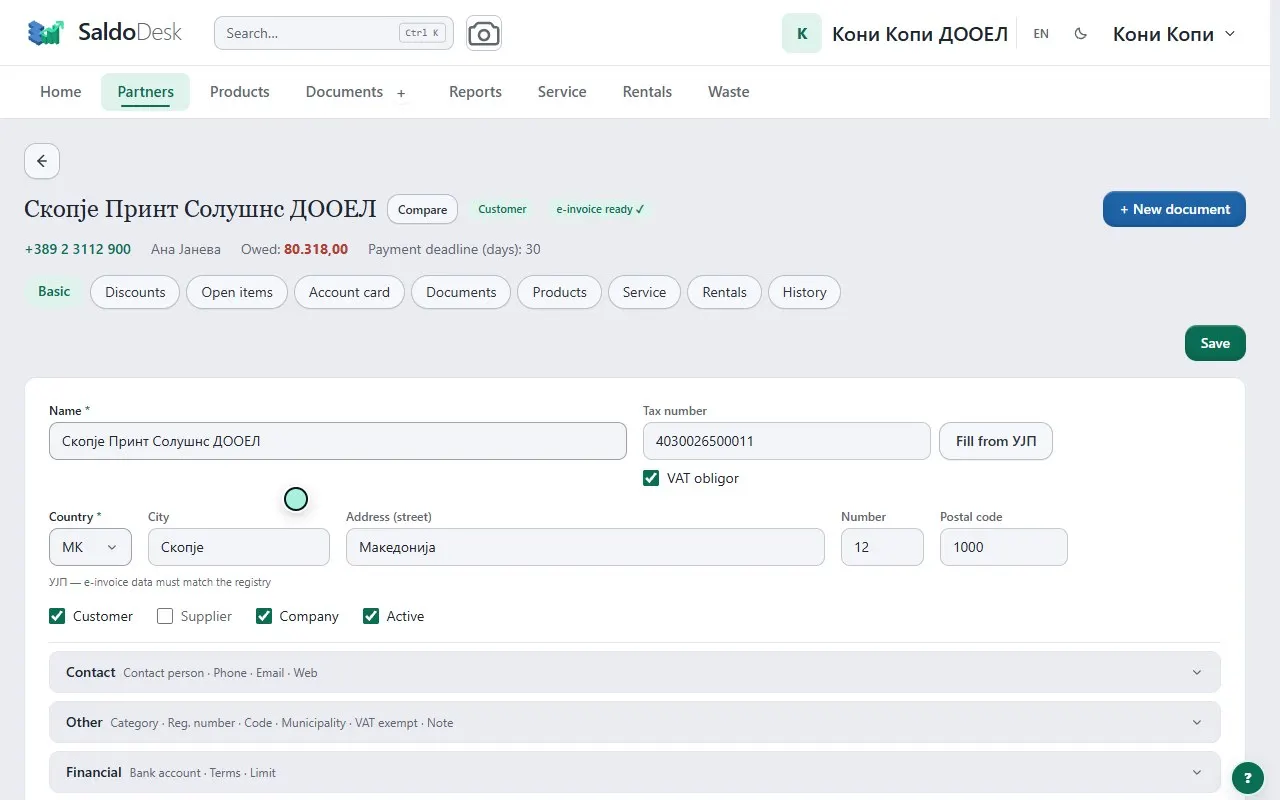 SaldoDesk
Search... Ctrl K
K Кони Копи ДООЕЛ EN Кони Копи
Home Partners Products Documents + Reports Service Rentals Waste
Скопје Принт Солушнс ДООЕЛ Compare Customer e-invoice ready ✓ + New document
+389 2 3112 900 Ана Јанева Owed: 80.318,00 Payment deadline (days): 30
Basic Discounts Open items Account card Documents Products Service Rentals History
Save
Name * Tax number
Скопје Принт Солушнс ДООЕЛ 4030026500011 Fill from УЈП
VAT obligor
Country * City Address (street) Number Postal code
MK Скопје Македонија 12 1000
УЈП — e-invoice data must match the registry
Customer Supplier Company Active
Contact Contact person · Phone · Email · Web
Other Category · Reg. number · Code · Municipality · VAT exempt · Note
Financial Bank account · Terms · Limit
?